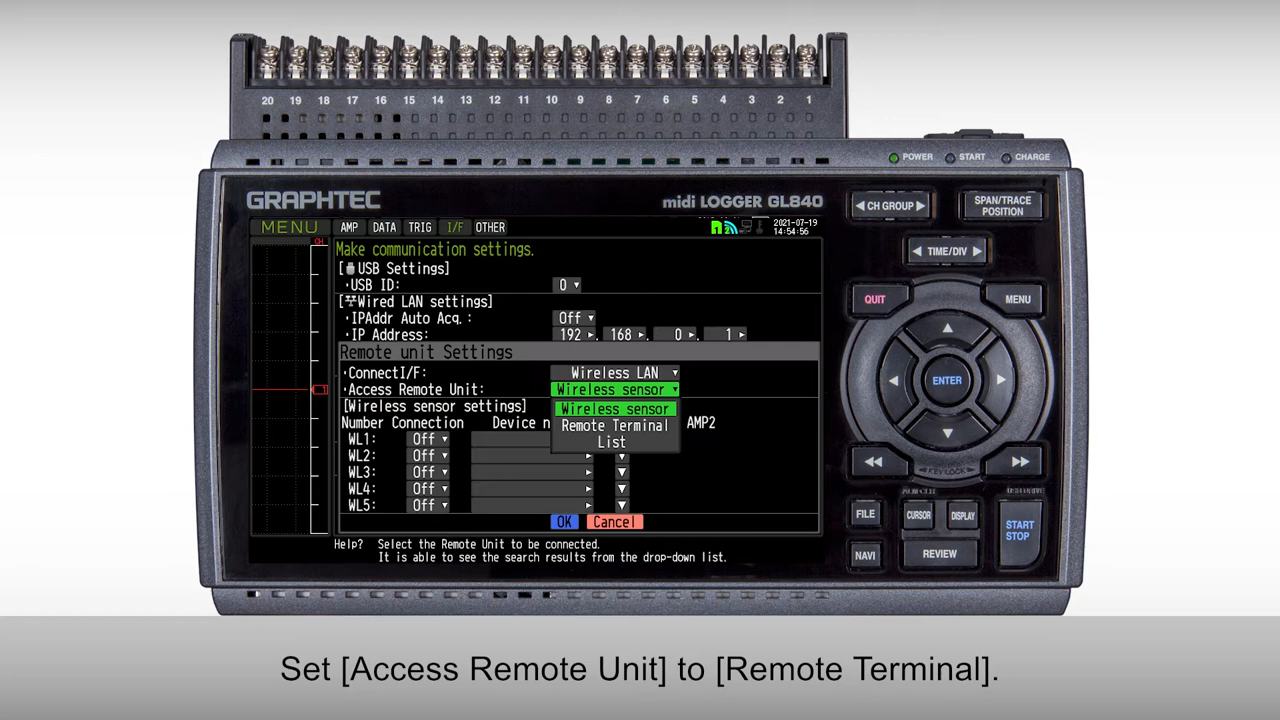 20 19 18 17 16 15 14 13 12 11 10 9 8 7 6 5 4 3 2 1
POWER START CHARGE
GRAPHTEC midi LOGGER GL840
CH GROUP SPAN/TRACE
POSITION
MENU AMP DATA TRIG I/F OTHER 2021-07-19
14:54:56
CH
TIME/DIV
Make communication settings.
[USB Settings]
・USB ID: 0
[Wired LAN settings]
・IPAddr Auto Acq.: Off
・IP Address: 192. 168. 0. 1
QUIT MENU
Remote unit Settings
・ConnectI/F: Wireless LAN
・Access Remote Unit: Wireless sensor
[Wireless sensor settings] Wireless sensor
Number Connection Device n Remote Terminal AMP2
List
WL1: Off
WL2: Off
WL3: Off
WL4: Off
WL5: Off
OK Cancel
Help? Select the Remote Unit to be connected.
It is able to see the search results from the drop-down list.
ENTER
KEY LOCK
FILE CURSOR DISPLAY START
STOP
NAVI REVIEW
Set [Access Remote Unit] to [Remote Terminal].